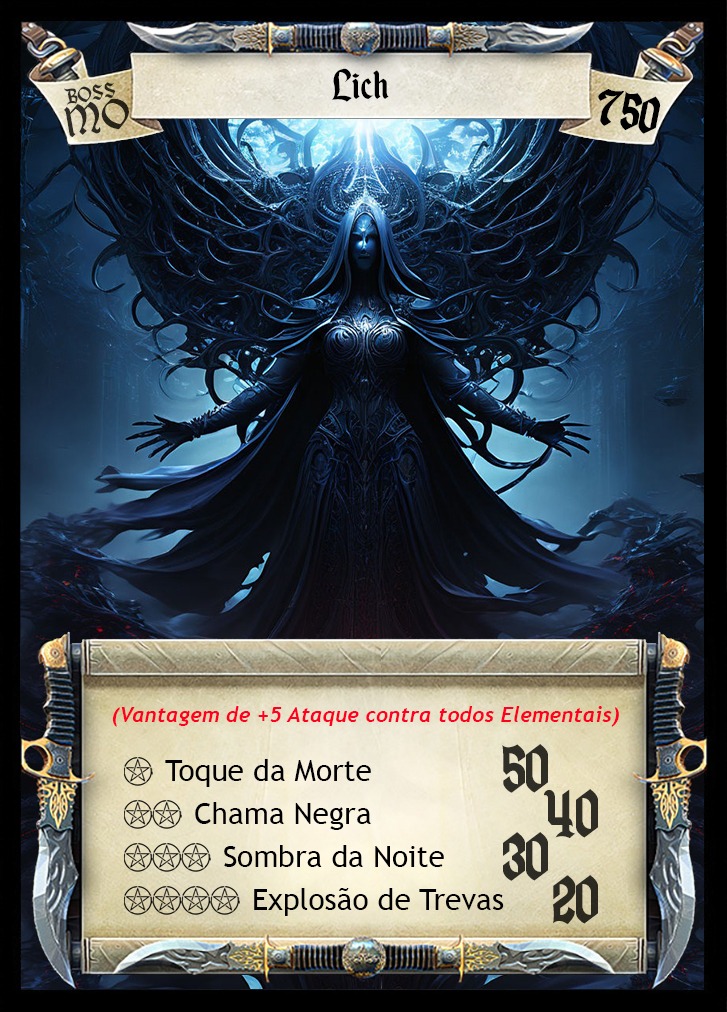 Lich
BOSS
MO
750
(Vantagem de +5 Ataque contra todos Elementais)
Toque da Morte 50
Chama Negra 40
Sombra da Noite 30
Explosão de Trevas 20